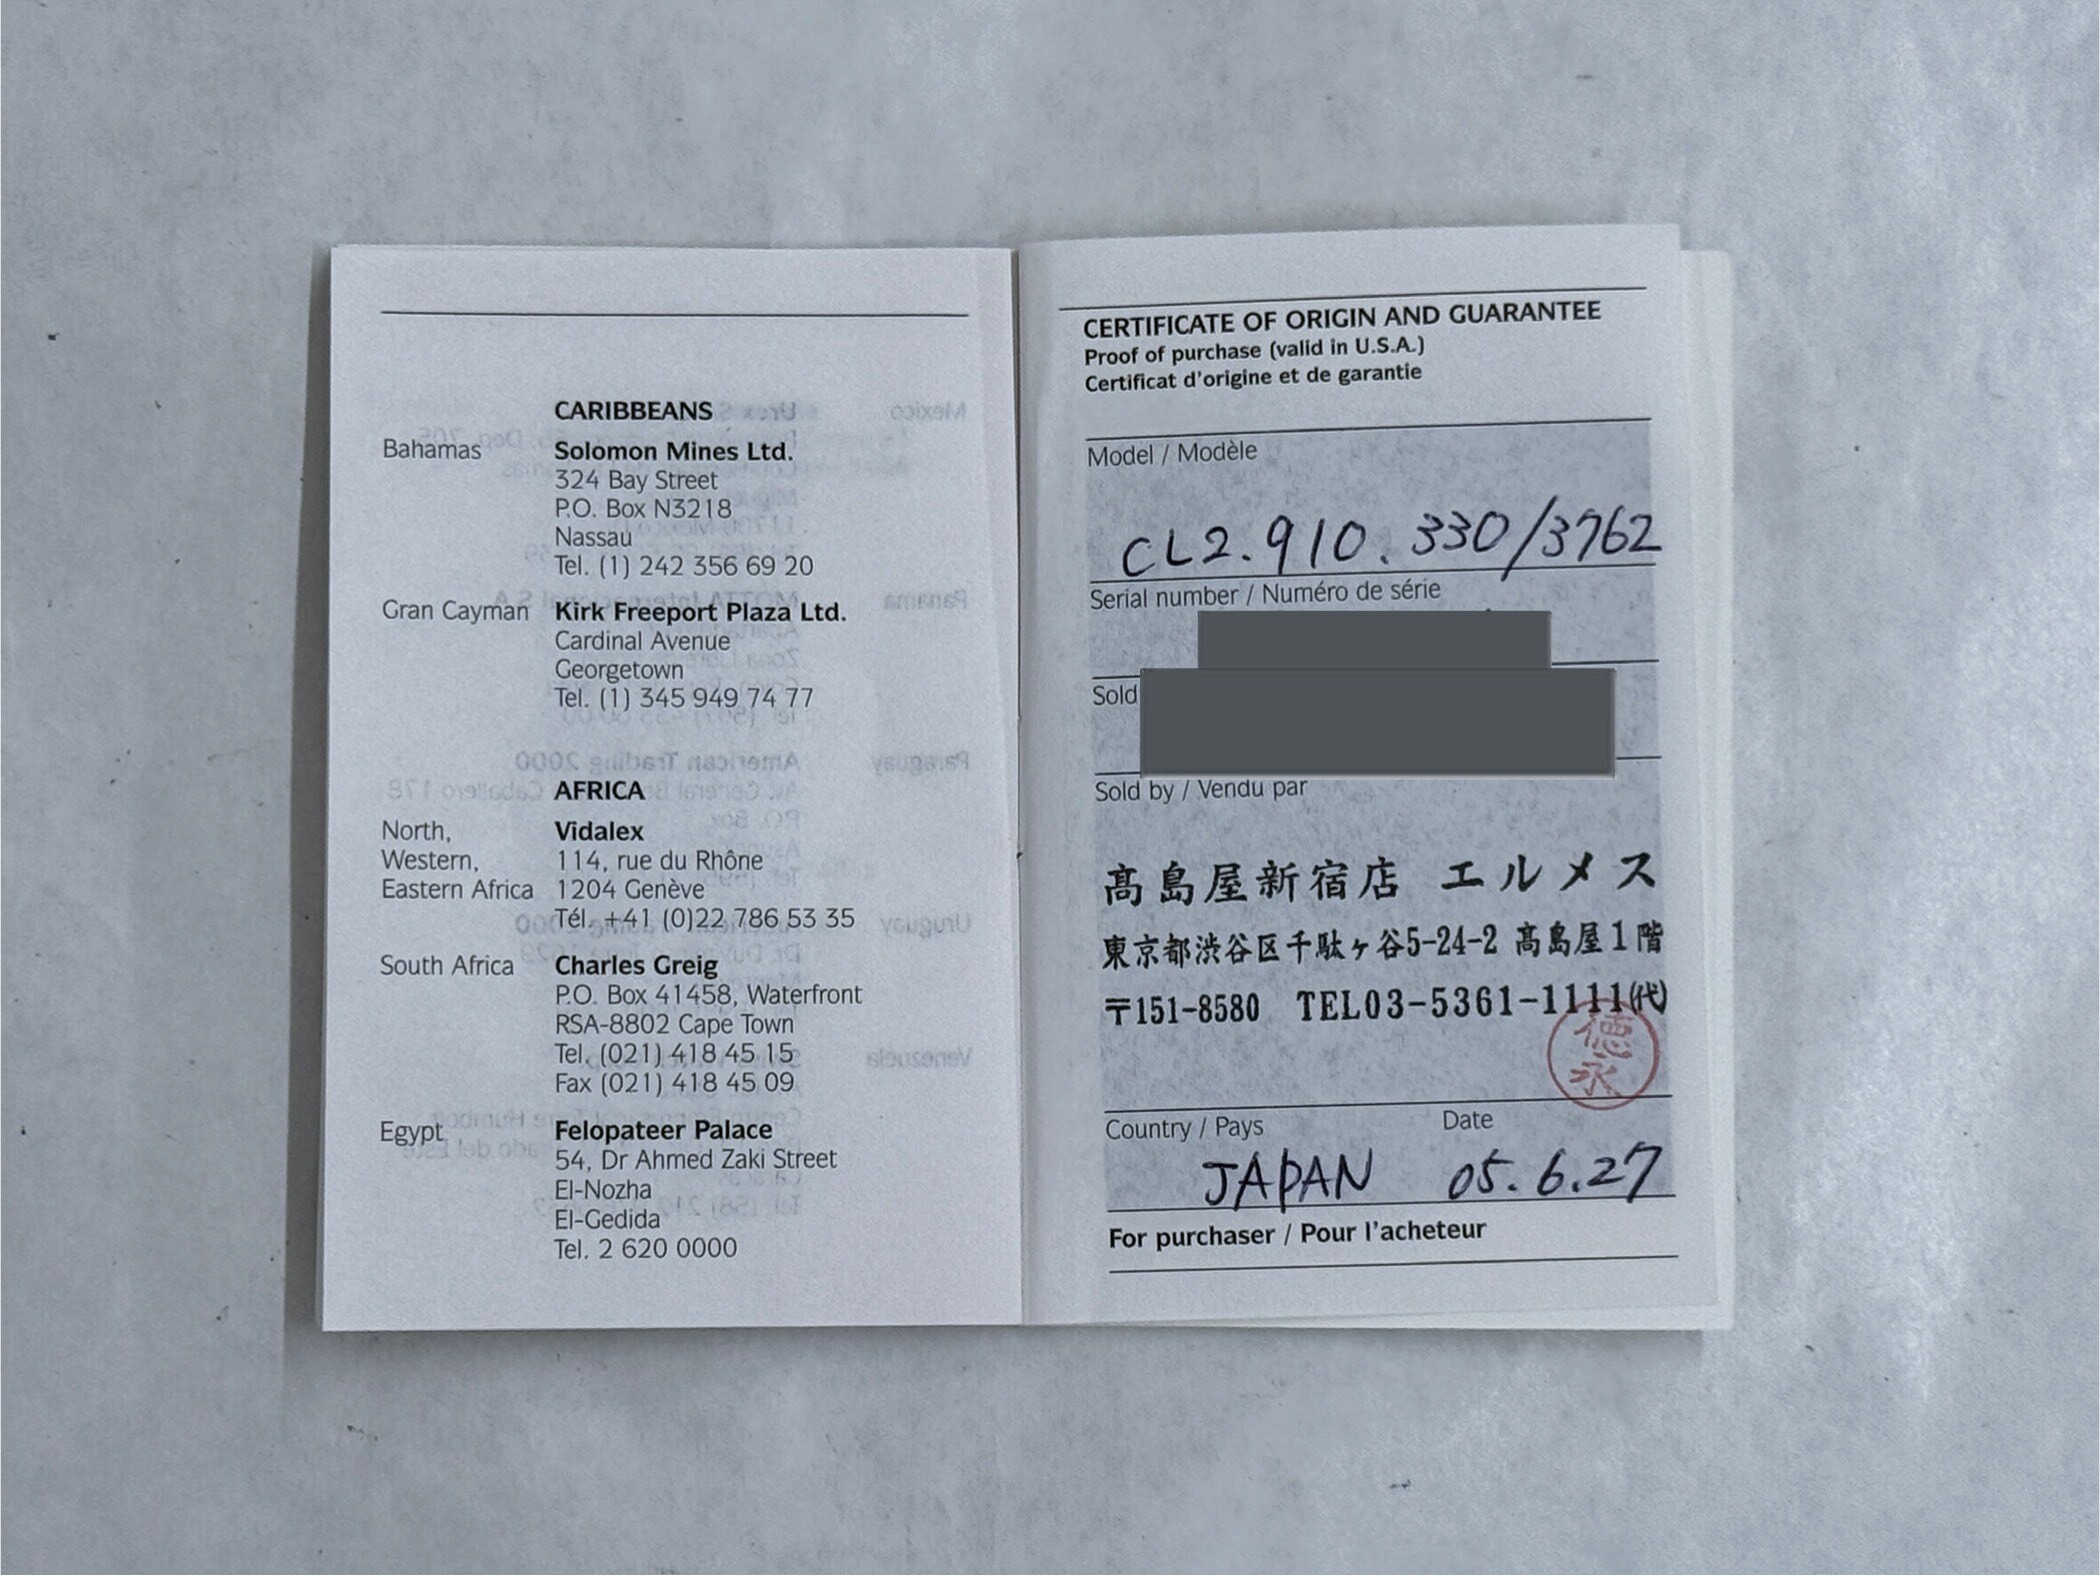 CARIBBEANS
Bahamas Solomon Mines Ltd.
324 Bay Street
P.O. Box N3218
Nassau
Tel. (1) 242 356 69 20
Gran Cayman Kirk Freeport Plaza Ltd.
Cardinal Avenue
Georgetown
Tel. (1) 345 949 74 77
AFRICA
North, Vidalex
Western, 114, rue du Rhône
Eastern Africa 1204 Genève
Tél. +41 (0)22 786 53 35
South Africa Charles Greig
P.O. Box 41458, Waterfront
RSA-8802 Cape Town
Tel. (021) 418 45 15
Fax (021) 418 45 09
Egypt Felopateer Palace
54, Dr Ahmed Zaki Street
El-Nozha
El-Gedida
Tel. 2 620 0000
CERTIFICATE OF ORIGIN AND GUARANTEE
Proof of purchase (valid in U.S.A.)
Certificat d'origine et de garantie
Model / Modèle
CL2.910.330/3762
Serial number / Numéro de série
Sold
Sold by / Vendu par
髙島屋新宿店 エルメス
東京都渋谷区千駄ヶ谷5-24-2 髙島屋1階
〒151-8580 TEL03-5361-1111(代)
徳永
Country / Pays Date
JAPAN 05.6.27
For purchaser / Pour l'acheteur